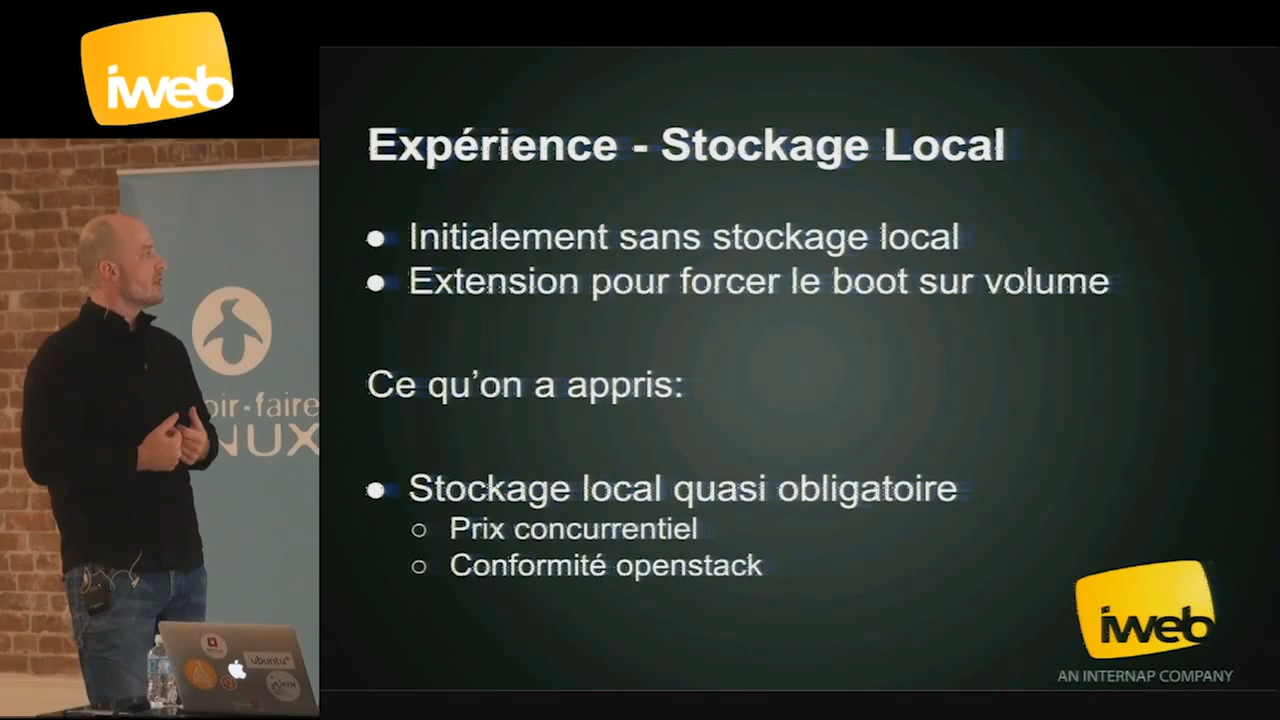 iweb
Expérience - Stockage Local
● Initialement sans stockage local
● Extension pour forcer le boot sur volume
Ce qu'on a appris:
● Stockage local quasi obligatoire
○ Prix concurrentiel
○ Conformité openstack
oir-faire
NUX
ubuntu
iweb
AN INTERNAP COMPANY